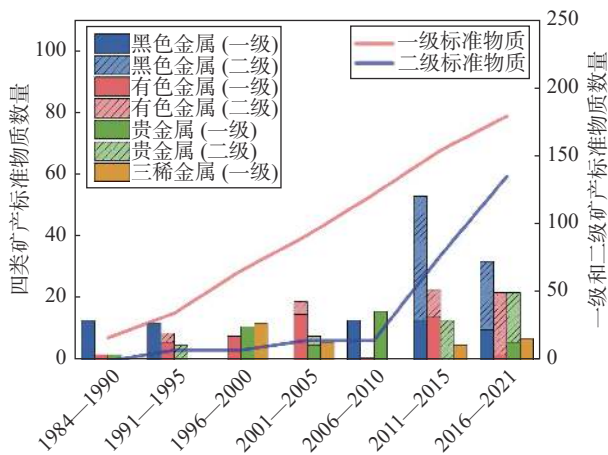 100
80
60
40
20
0
四类矿产标准物质数量
黑色金属 (一级)
黑色金属 (二级)
有色金属 (一级)
有色金属 (二级)
贵金属 (一级)
贵金属 (二级)
三稀金属 (一级)
一级标准物质
二级标准物质
250
200
150
100
50
0
一级和二级矿产标准物质数量
1984—1990
1991—1995
1996—2000
2001—2005
2006—2010
2011—2015
2016—2021